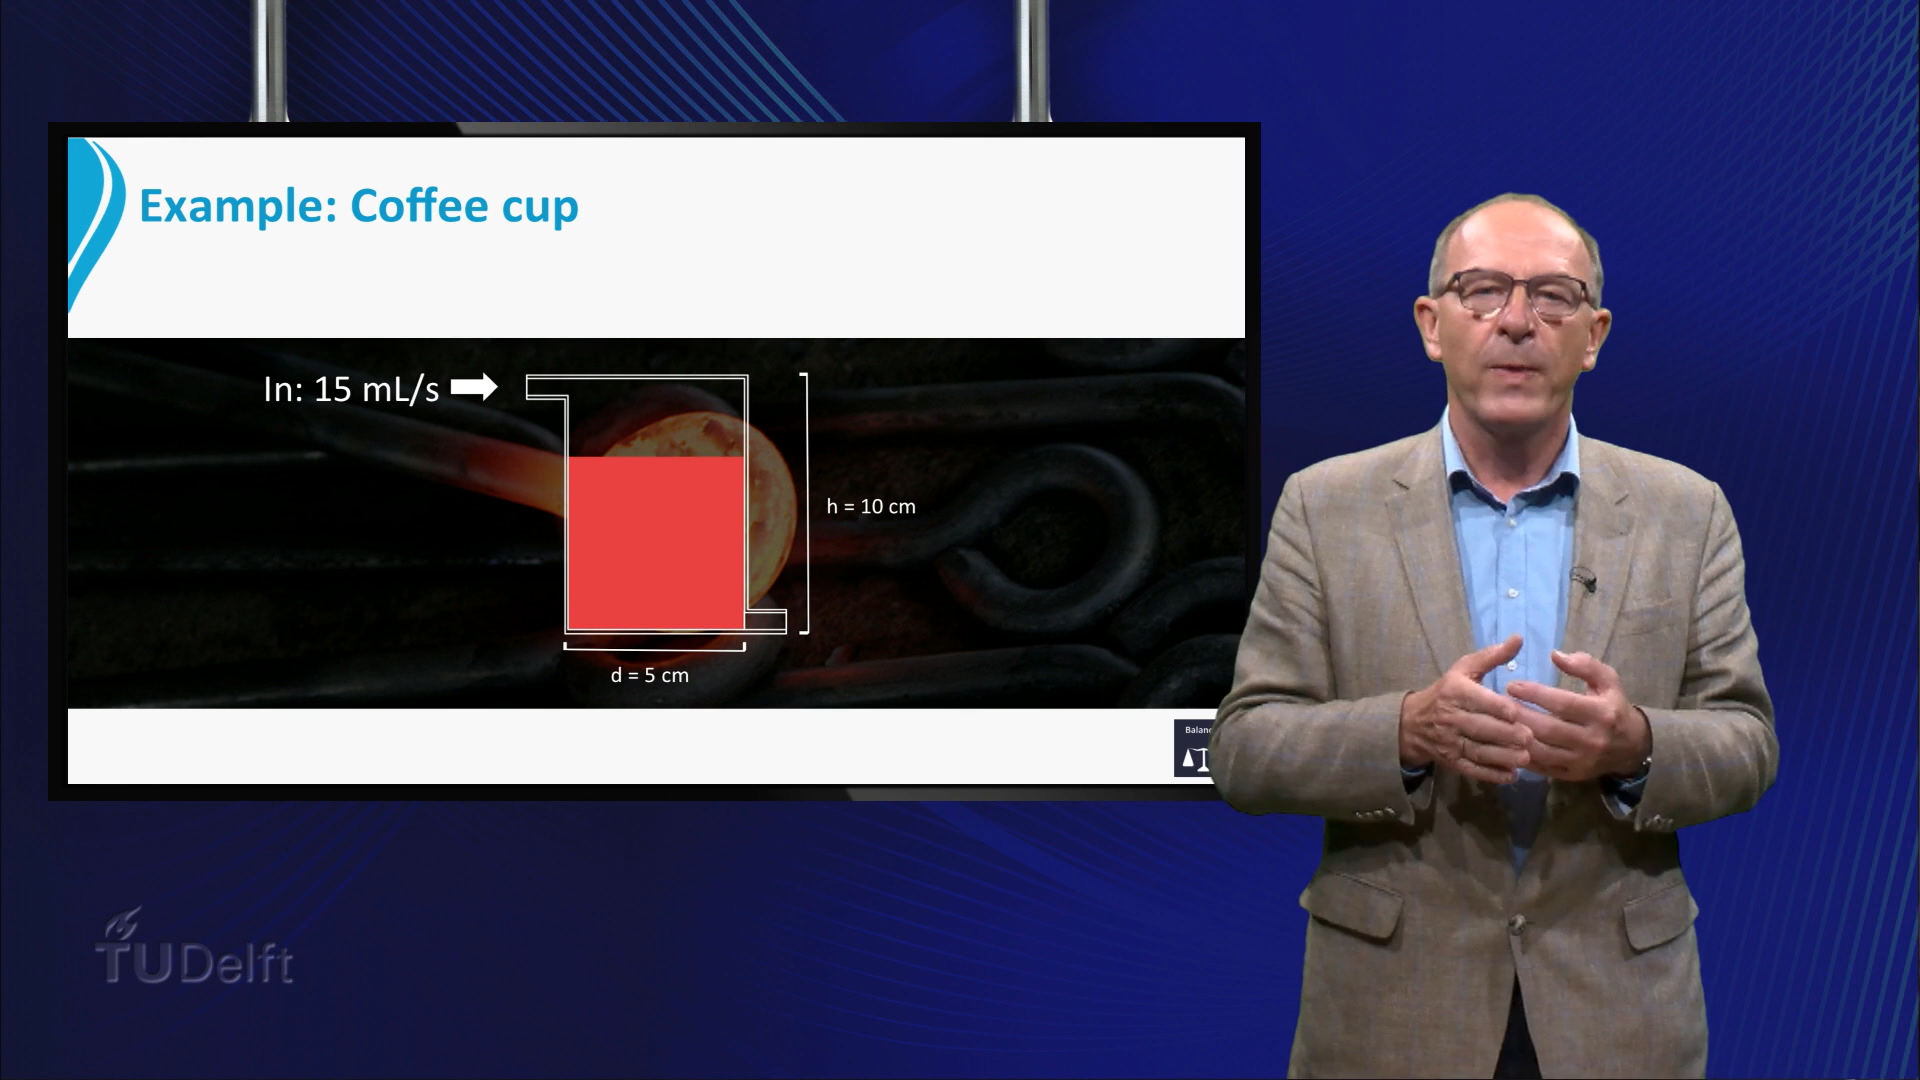 Example: Coffee cup
In: 15 mL/s
h = 10 cm
d = 5 cm
TUDelft